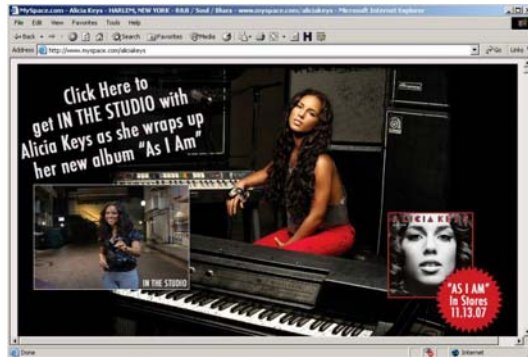 MySpace.com - Alicia Keys - HARLEM, NEW YORK - R&B / Soul / Blues - www.myspace.com/aliciakeys - Microsoft Internet Explorer
File Edit View Favorites Tools Help
Back Search Favorites Media
Address http://www.myspace.com/aliciakeys Go Links
Click Here to
get IN THE STUDIO with
Alicia Keys as she wraps up
her new album "As I Am"
IN THE STUDIO
ALICIA KEYS
"AS I AM"
In Stores
11.13.07
Done Internet